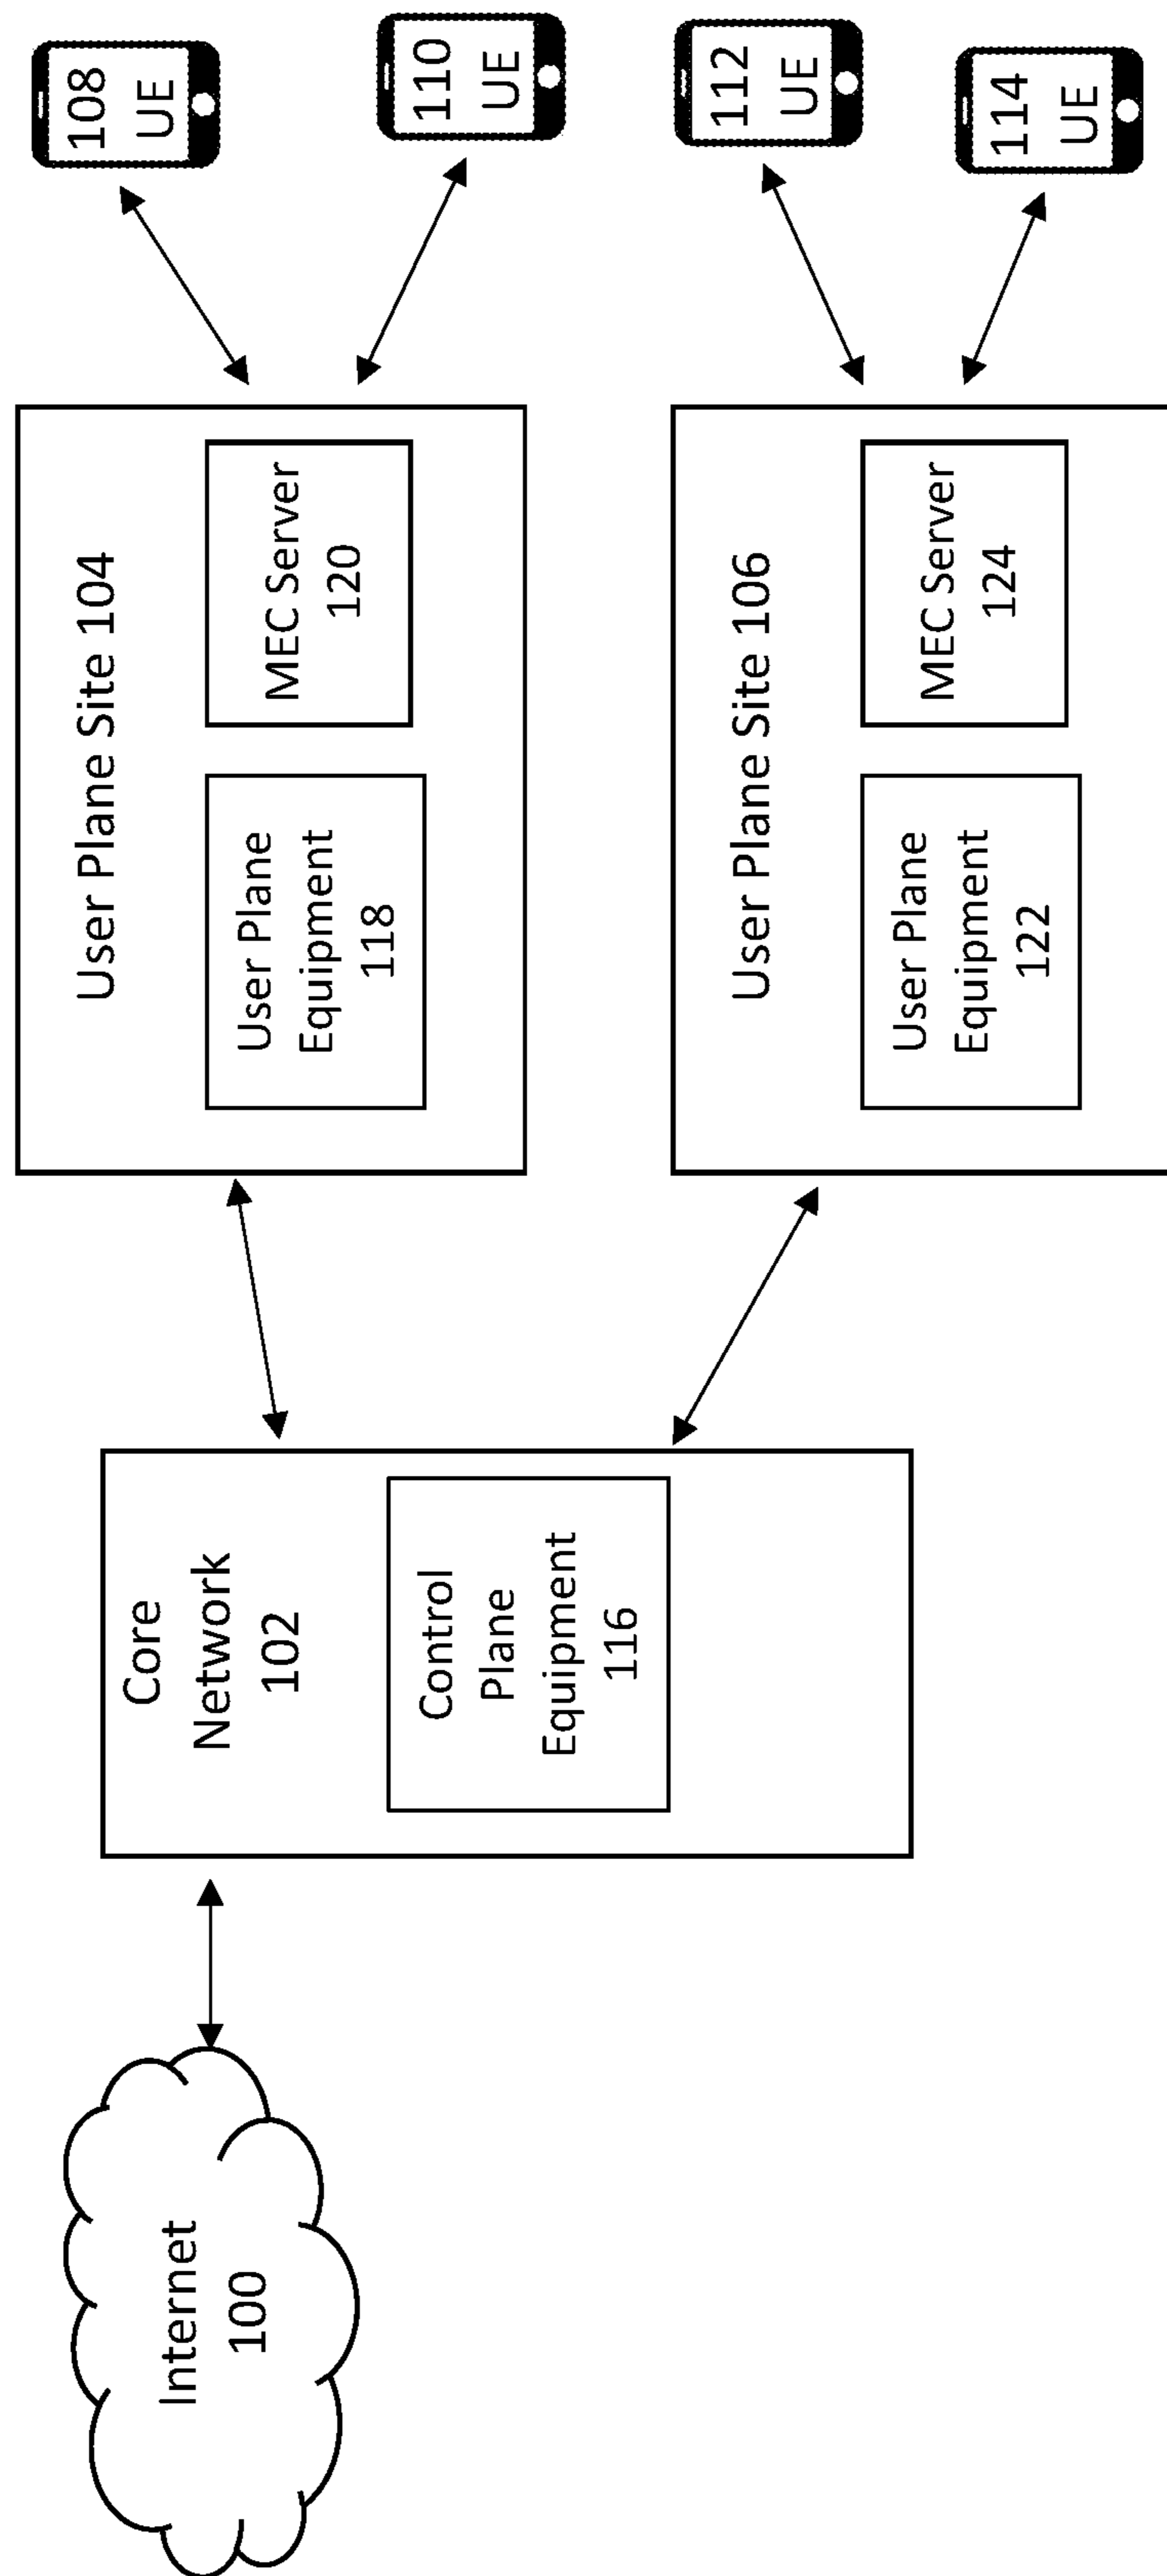 Internet
100
Core
Network
102
Control
Plane
Equipment
116
User Plane Site 104
User Plane
Equipment
118
MEC Server
120
User Plane Site 106
User Plane
Equipment
122
MEC Server
124
108
UE
110
UE
112
UE
114
UE